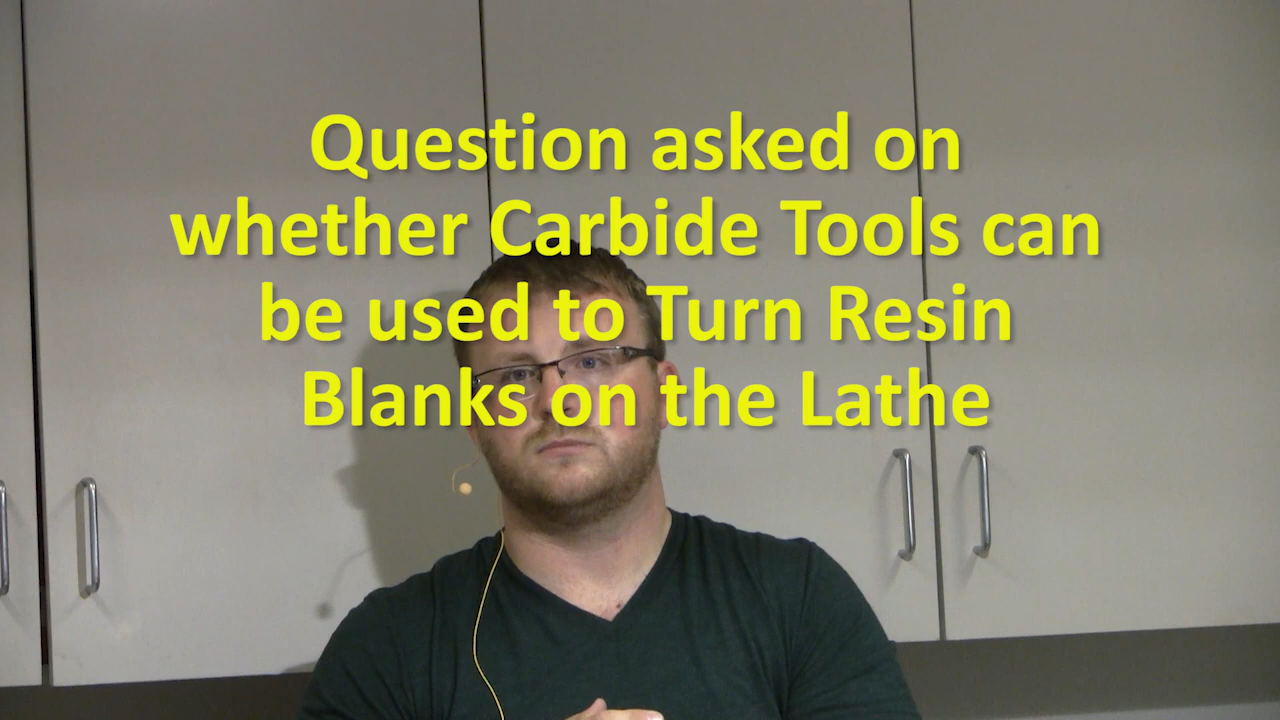 Question asked on
whether Carbide Tools can
be used to Turn Resin
Blanks on the Lathe